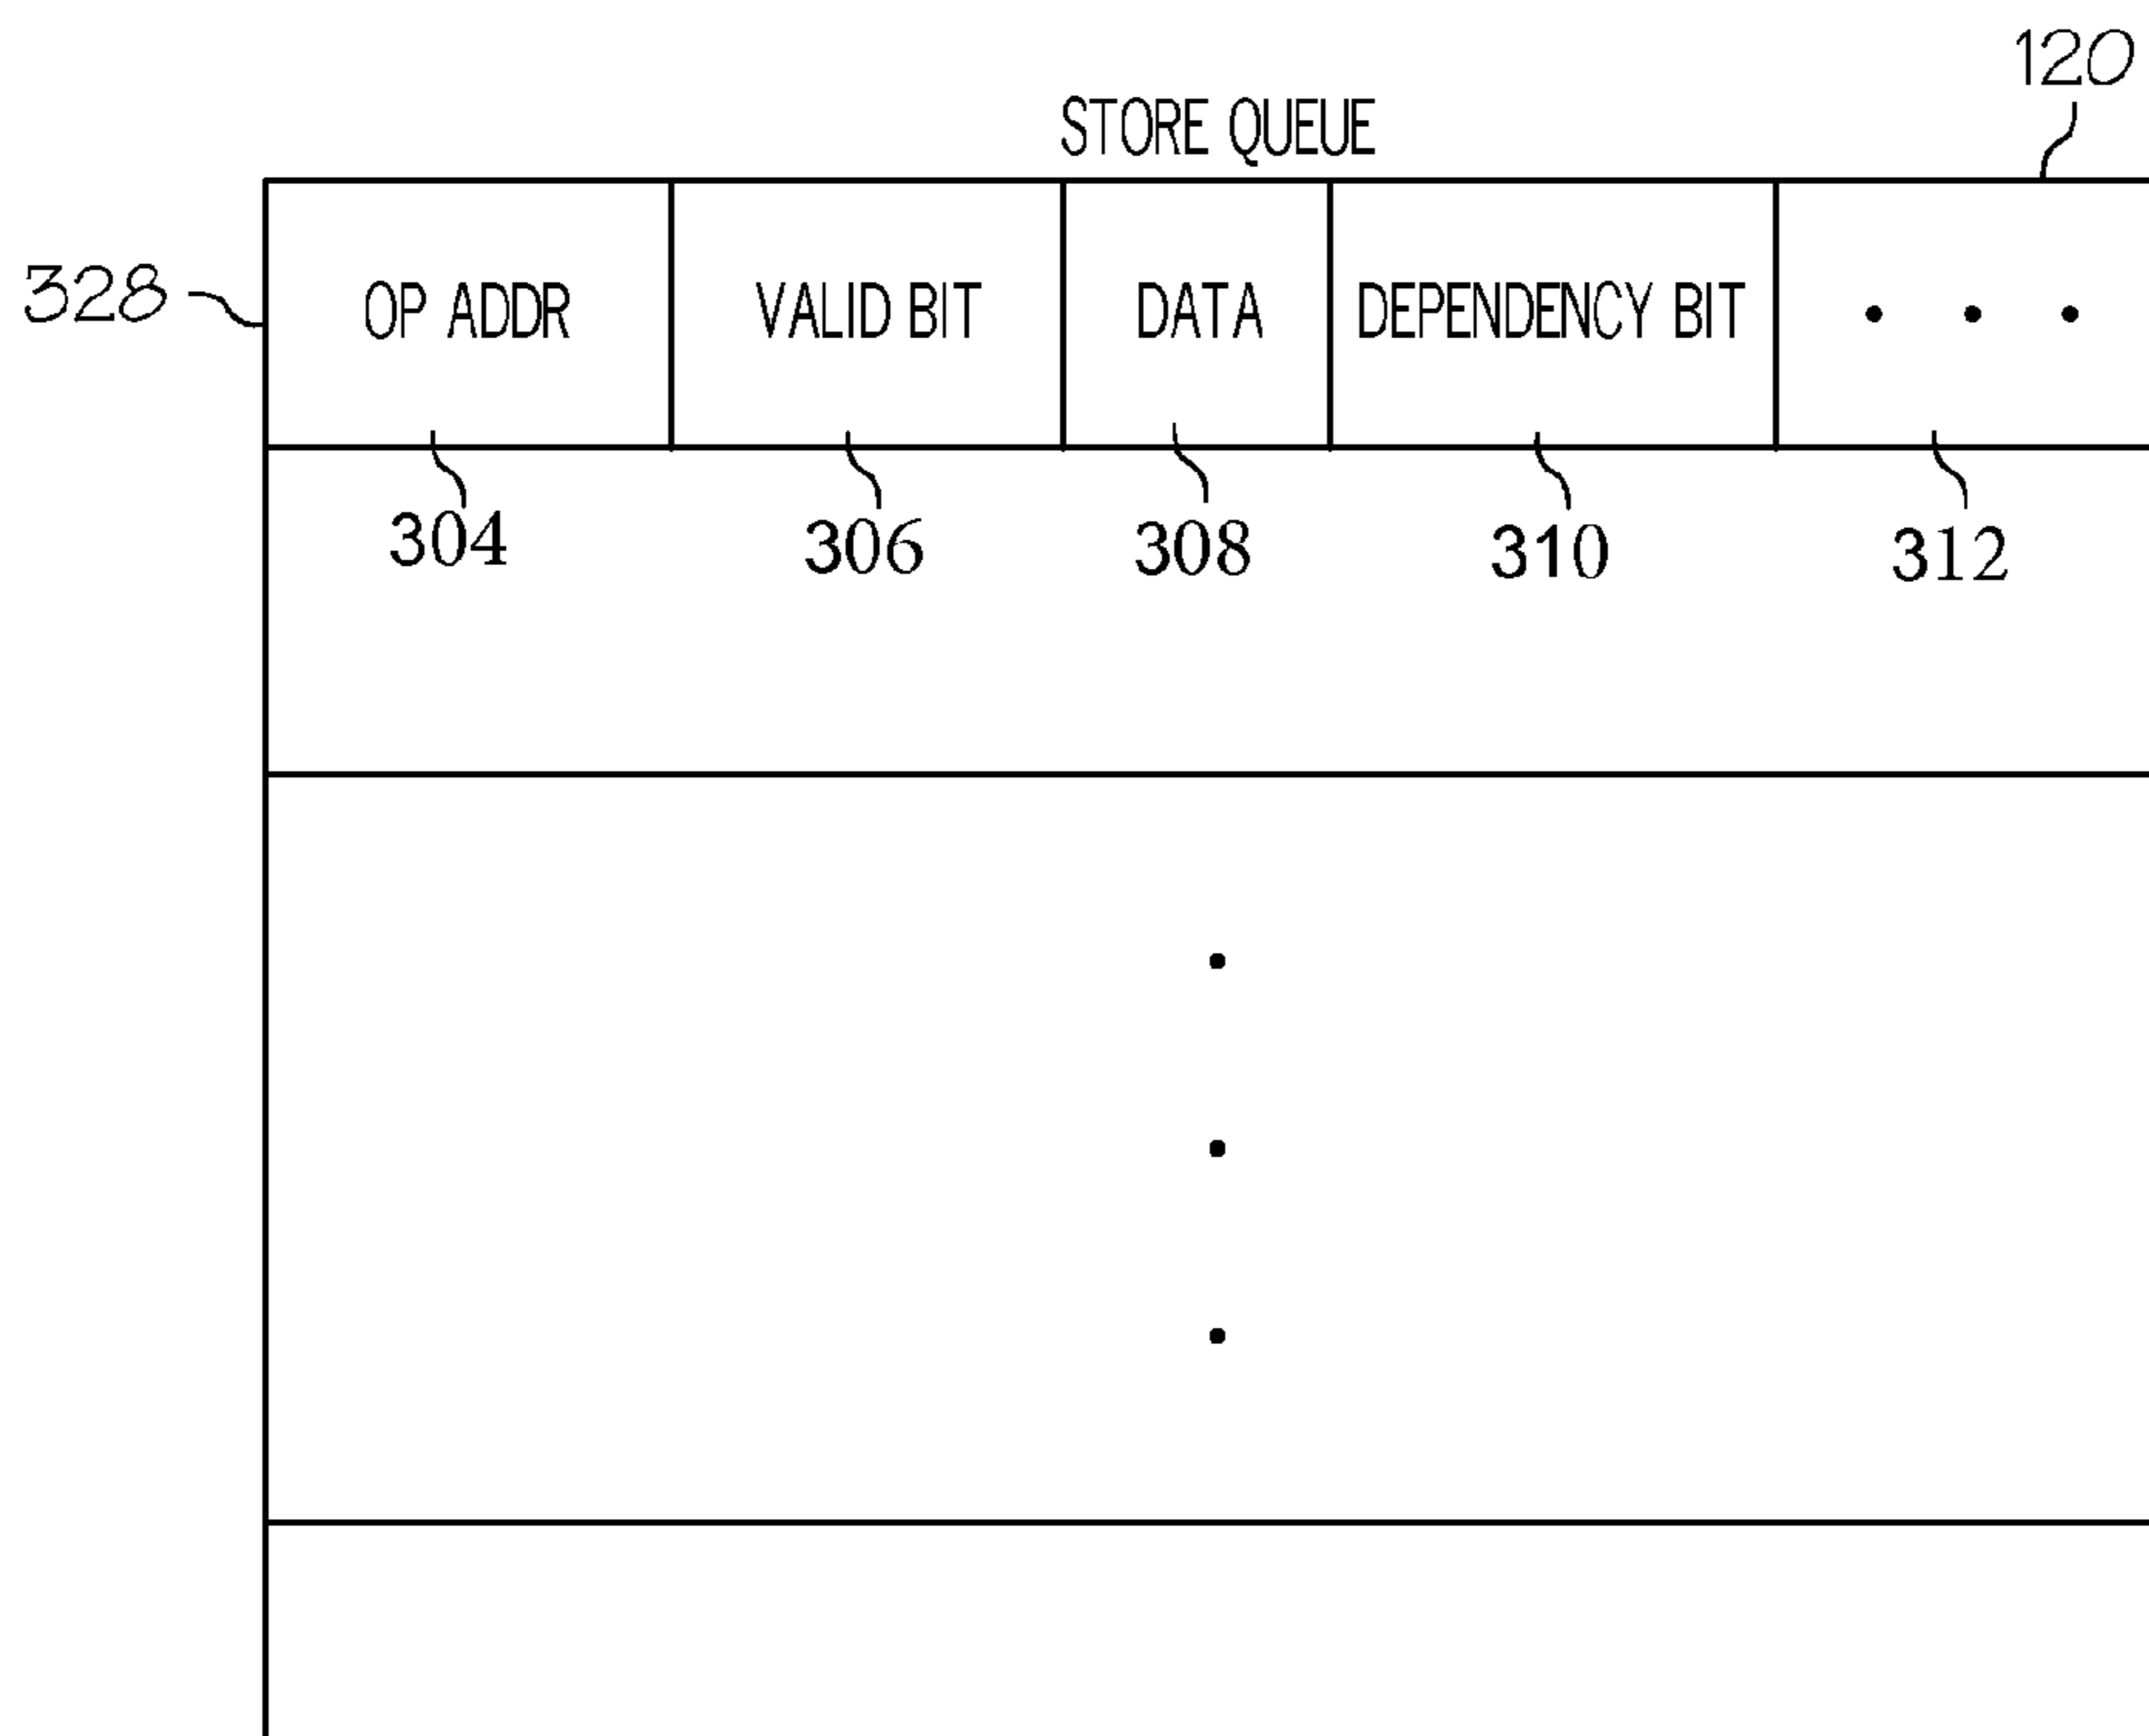 120
STORE QUEUE
328 OP ADDR VALID BIT DATA DEPENDENCY BIT • • •
304 306 308 310 312
•
•
•